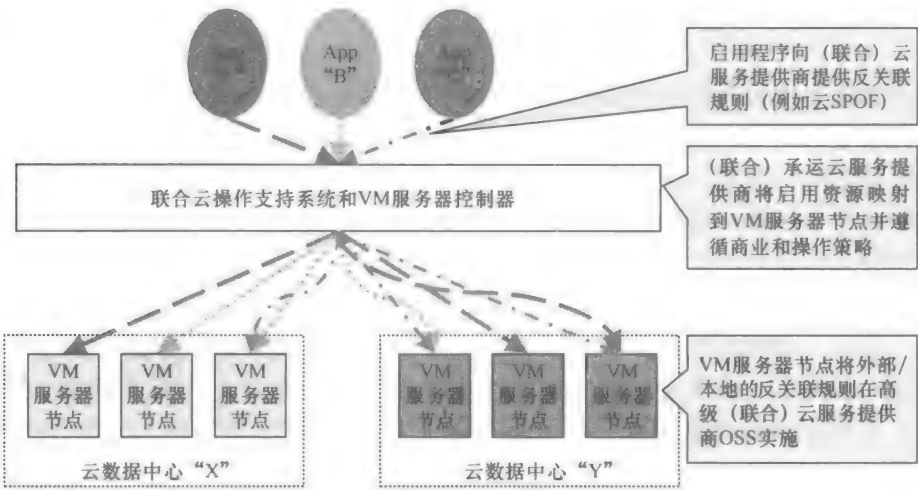 App
App
“B”
App
启用程序向（联合）云
服务提供商提供反关联
规则（例如云SPOF）
（联合）承运云服务提
供商将启用资源映射
到VM服务器节点并遵
循商业和操作策略
联合云操作支持系统和VM服务器控制器
VM
服务器
节点
VM
服务器
节点
VM
服务器
节点
VM
服务器
节点
VM
服务器
节点
VM
服务器
节点
云数据中心“X”
云数据中心“Y”
VM服务器节点将外部/
本地的反关联规则在高
级（联合）云服务提供
商OSS实施